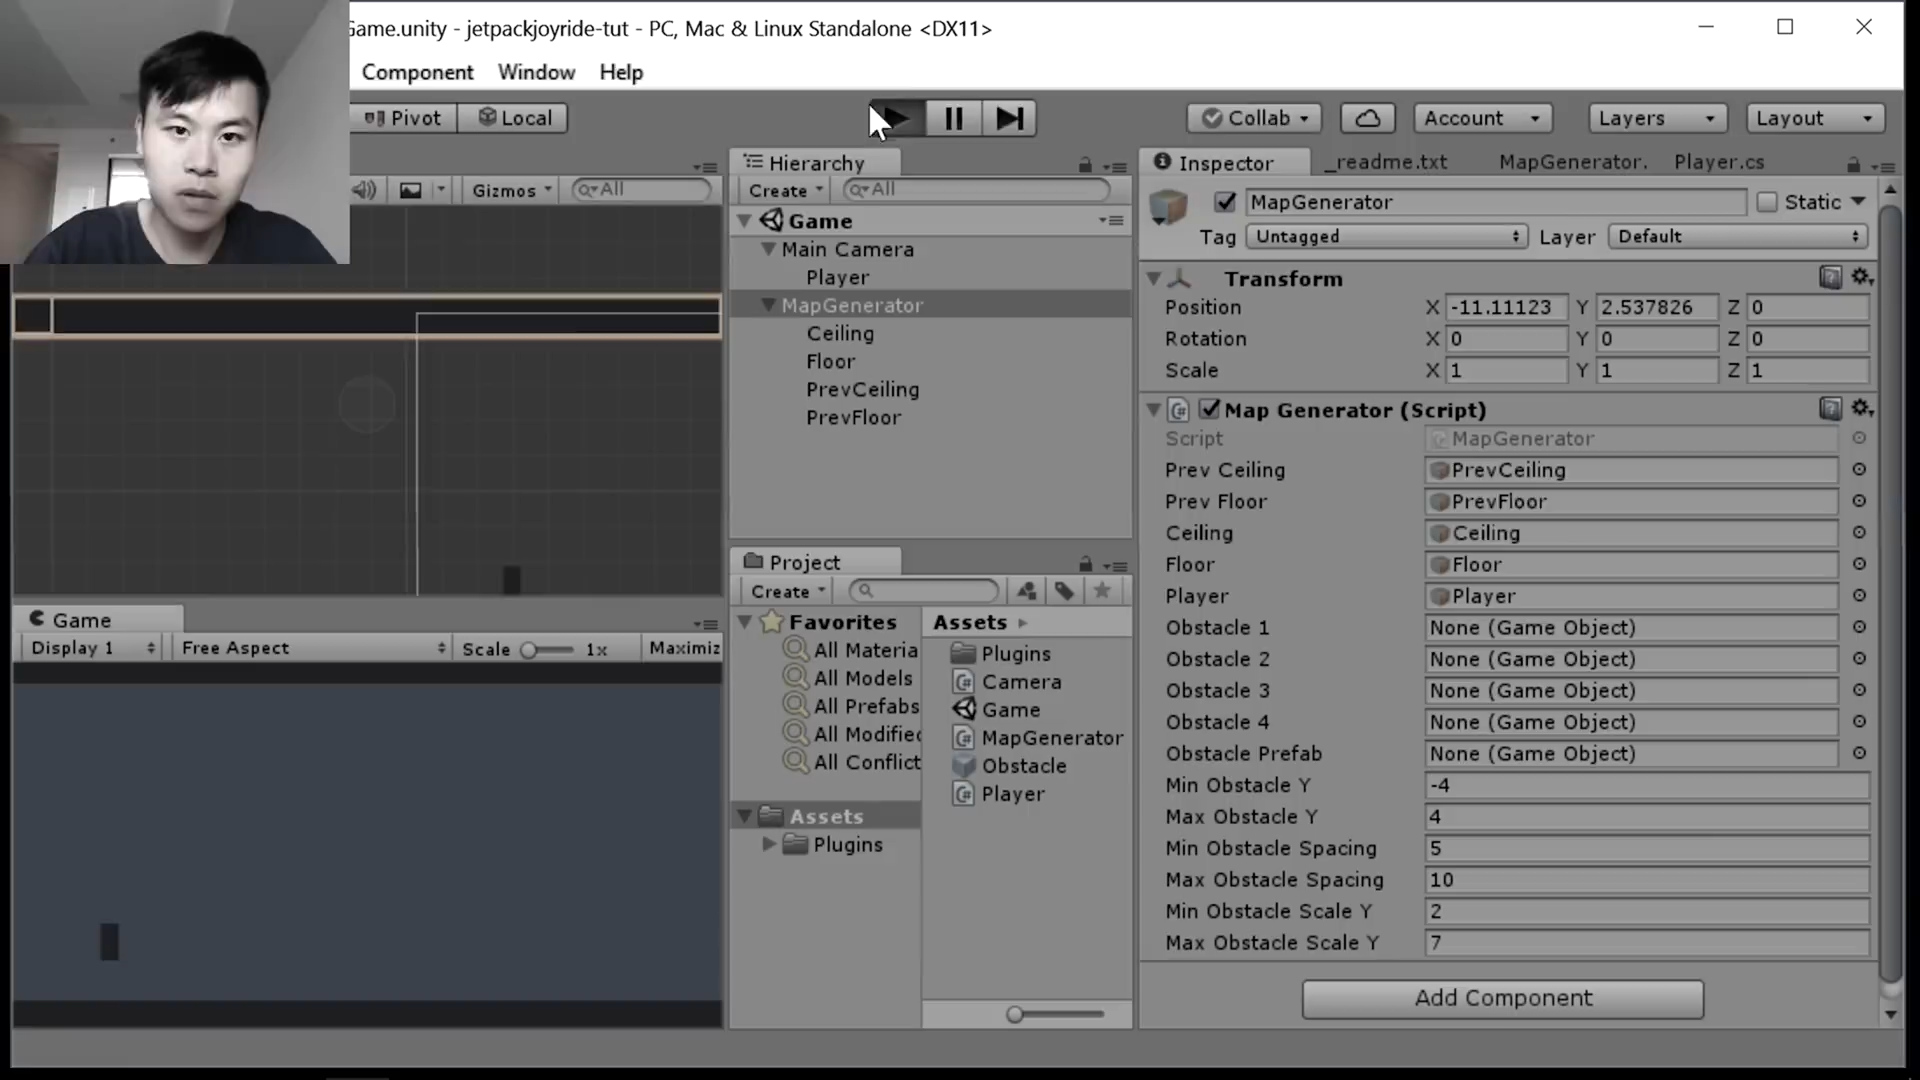 Game.unity - jetpackjoyride-tut - PC, Mac & Linux Standalone <DX11>
Component Window Help
Pivot Local
Collab Account Layers Layout
Gizmos All
Hierarchy
Create All
Game
Main Camera
Player
MapGenerator
Ceiling
Floor
PrevCeiling
PrevFloor
Inspector _readme.txt MapGenerator. Player.cs
MapGenerator Static
Tag Untagged Layer Default
Transform
Position X -11.11123 Y 2.537826 Z 0
Rotation X 0 Y 0 Z 0
Scale X 1 Y 1 Z 1
Map Generator (Script)
Script MapGenerator
Prev Ceiling PrevCeiling
Prev Floor PrevFloor
Ceiling Ceiling
Floor Floor
Player Player
Obstacle 1 None (Game Object)
Obstacle 2 None (Game Object)
Obstacle 3 None (Game Object)
Obstacle 4 None (Game Object)
Obstacle Prefab None (Game Object)
Min Obstacle Y -4
Max Obstacle Y 4
Min Obstacle Spacing 5
Max Obstacle Spacing 10
Min Obstacle Scale Y 2
Max Obstacle Scale Y 7
Add Component
Game
Display 1 Free Aspect Scale 1x Maximiz
Project
Create
Favorites
All Materia
All Models
All Prefabs
All Modified
All Conflict
Assets
Plugins
Assets
Plugins
Camera
Game
MapGenerator
Obstacle
Player